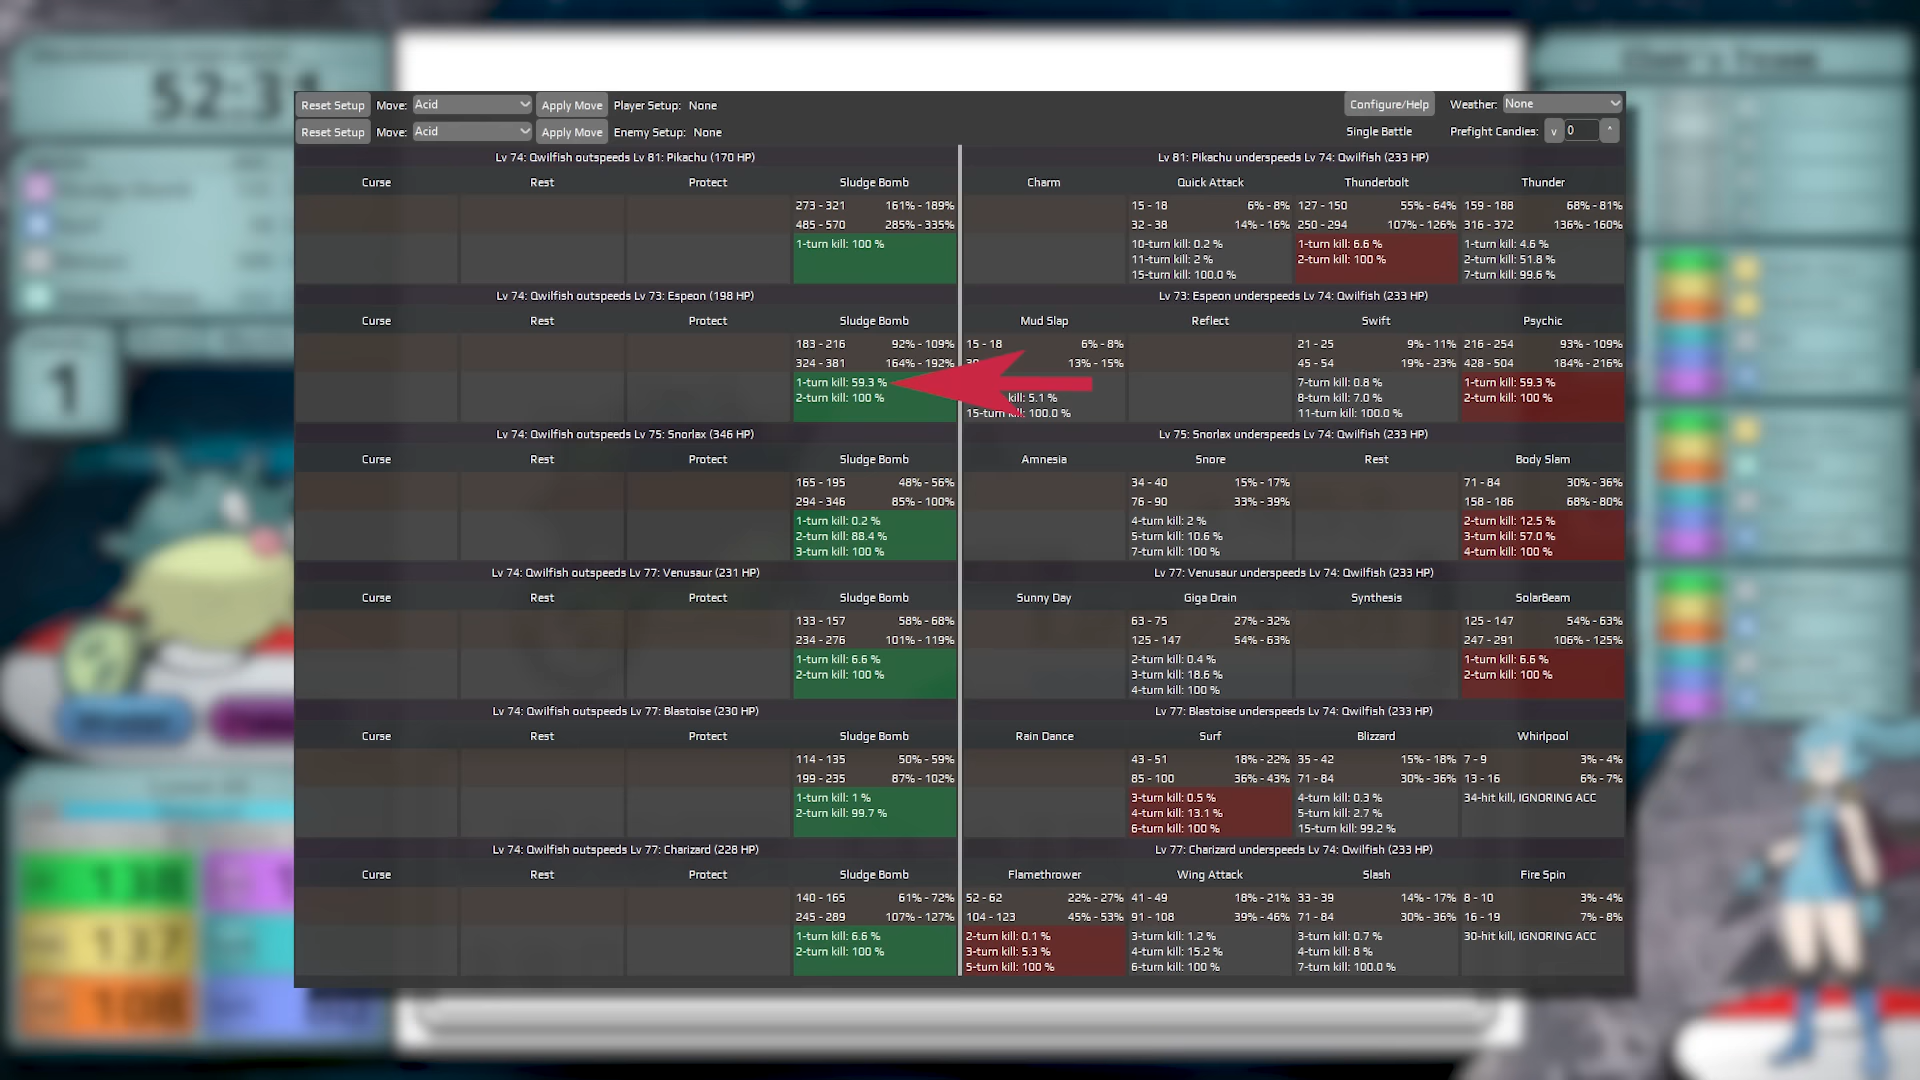 52:31
Reset Setup Move: Acid Apply Move Player Setup: None Configure/Help Weather: None
Reset Setup Move: Acid Apply Move Enemy Setup: None Single Battle Prefight Candies: v 0 ^
Lv 74: Qwilfish outspeeds Lv 81: Pikachu (170 HP) Lv 81: Pikachu underspeeds Lv 74: Qwilfish (233 HP)
Curse Rest Protect Sludge Bomb Charm Quick Attack Thunderbolt Thunder
273 - 321 161% - 189% 15 - 18 6% - 8% 127 - 150 55% - 64% 159 - 188 68% - 81%
485 - 570 285% - 335% 32 - 38 14% - 16% 250 - 294 107% - 126% 316 - 372 136% - 160%
1-turn kill: 100 % 10-turn kill: 0.2 % 1-turn kill: 6.6 % 1-turn kill: 4.6 %
11-turn kill: 2 % 2-turn kill: 100 % 2-turn kill: 51.8 %
15-turn kill: 100.0 % 7-turn kill: 99.6 %
Lv 74: Qwilfish outspeeds Lv 73: Espeon (198 HP) Lv 73: Espeon underspeeds Lv 74: Qwilfish (233 HP)
Curse Rest Protect Sludge Bomb Mud Slap Reflect Swift Psychic
183 - 216 92% - 109% 15 - 18 6% - 8% 21 - 25 9% - 11% 216 - 254 93% - 109%
324 - 381 164% - 192% 13% - 15% 45 - 54 19% - 23% 428 - 504 184% - 216%
1-turn kill: 59.3 % 7-turn kill: 0.8 % 1-turn kill: 59.3 %
2-turn kill: 100 % kill: 5.1 % 8-turn kill: 7.0 % 2-turn kill: 100 %
15-turn kill: 100.0 % 11-turn kill: 100.0 %
Lv 74: Qwilfish outspeeds Lv 75: Snorlax (346 HP) Lv 75: Snorlax underspeeds Lv 74: Qwilfish (233 HP)
Curse Rest Protect Sludge Bomb Amnesia Snore Rest Body Slam
165 - 195 48% - 56% 34 - 40 15% - 17% 71 - 84 30% - 36%
294 - 346 85% - 100% 76 - 90 33% - 39% 158 - 186 68% - 80%
1-turn kill: 0.2 % 4-turn kill: 2 % 2-turn kill: 12.5 %
2-turn kill: 88.4 % 5-turn kill: 10.6 % 3-turn kill: 57.0 %
3-turn kill: 100 % 7-turn kill: 100 % 4-turn kill: 100 %
Lv 74: Qwilfish outspeeds Lv 77: Venusaur (231 HP) Lv 77: Venusaur underspeeds Lv 74: Qwilfish (233 HP)
Curse Rest Protect Sludge Bomb Sunny Day Giga Drain Synthesis SolarBeam
133 - 157 58% - 68% 63 - 75 27% - 32% 125 - 147 54% - 63%
234 - 276 101% - 119% 125 - 147 54% - 63% 247 - 291 106% - 125%
1-turn kill: 6.6 % 2-turn kill: 0.4 % 1-turn kill: 6.6 %
2-turn kill: 100 % 3-turn kill: 18.6 % 2-turn kill: 100 %
4-turn kill: 100 %
Lv 74: Qwilfish outspeeds Lv 77: Blastoise (230 HP) Lv 77: Blastoise underspeeds Lv 74: Qwilfish (233 HP)
Curse Rest Protect Sludge Bomb Rain Dance Surf Blizzard Whirlpool
114 - 135 50% - 59% 43 - 51 18% - 22% 35 - 42 15% - 18% 7 - 9 3% - 4%
199 - 235 87% - 102% 85 - 100 36% - 43% 71 - 84 30% - 36% 13 - 16 6% - 7%
1-turn kill: 1 % 3-turn kill: 0.5 % 4-turn kill: 0.3 % 34-hit kill, IGNORING ACC
2-turn kill: 99.7 % 4-turn kill: 13.1 % 5-turn kill: 2.7 %
6-turn kill: 100 % 15-turn kill: 99.2 %
Lv 74: Qwilfish outspeeds Lv 77: Charizard (228 HP) Lv 77: Charizard underspeeds Lv 74: Qwilfish (233 HP)
Curse Rest Protect Sludge Bomb Flamethrower Wing Attack Slash Fire Spin
140 - 165 61% - 72% 52 - 62 22% - 27% 41 - 49 18% - 21% 33 - 39 14% - 17% 8 - 10 3% - 4%
245 - 289 107% - 127% 104 - 123 45% - 53% 91 - 108 39% - 46% 71 - 84 30% - 36% 16 - 19 7% - 8%
1-turn kill: 6.6 % 2-turn kill: 0.1 % 3-turn kill: 1.2 % 3-turn kill: 0.7 % 30-hit kill, IGNORING ACC
2-turn kill: 100 % 3-turn kill: 5.3 % 4-turn kill: 15.2 % 4-turn kill: 8 %
5-turn kill: 100 % 6-turn kill: 100 % 7-turn kill: 100.0 %
1
138
137
108